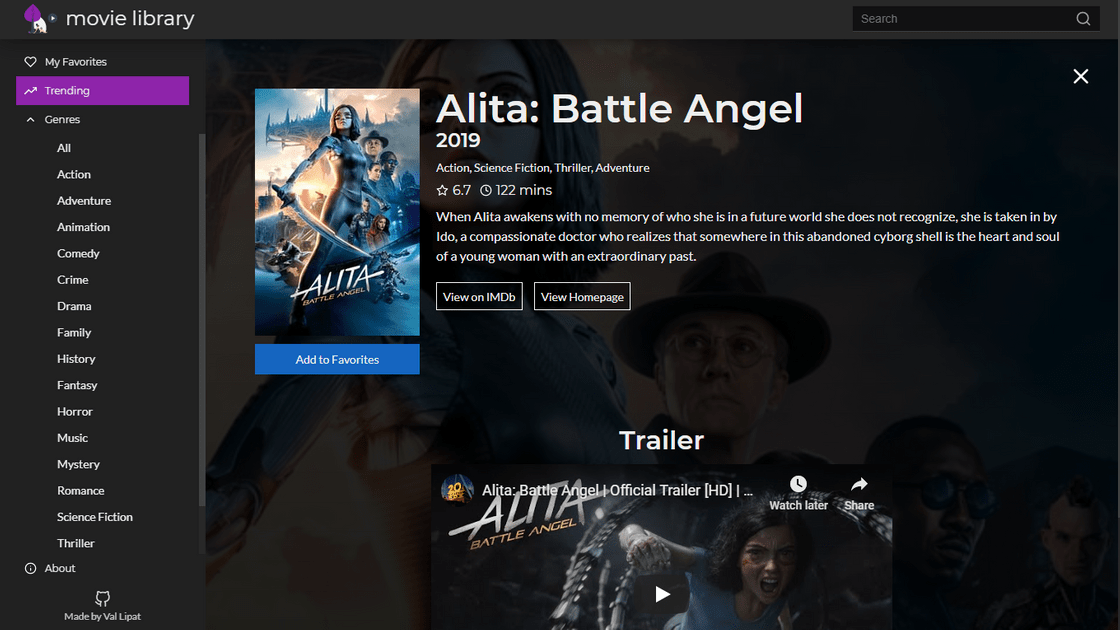 movie library
Search
My Favorites
Trending
Genres
All
Action
Adventure
Animation
Comedy
Crime
Drama
Family
History
Fantasy
Horror
Music
Mystery
Romance
Science Fiction
Thriller
About
Made by Val Lipat
ALITA
BATTLE ANGEL
Add to Favorites
Alita: Battle Angel
2019
Action, Science Fiction, Thriller, Adventure
6.7 122 mins
When Alita awakens with no memory of who she is in a future world she does not recognize, she is taken in by
Ido, a compassionate doctor who realizes that somewhere in this abandoned cyborg shell is the heart and soul
of a young woman with an extraordinary past.
View on IMDb View Homepage
Trailer
Alita: Battle Angel | Official Trailer [HD] | ...
Watch later Share
ALITA
BATTLE ANGEL